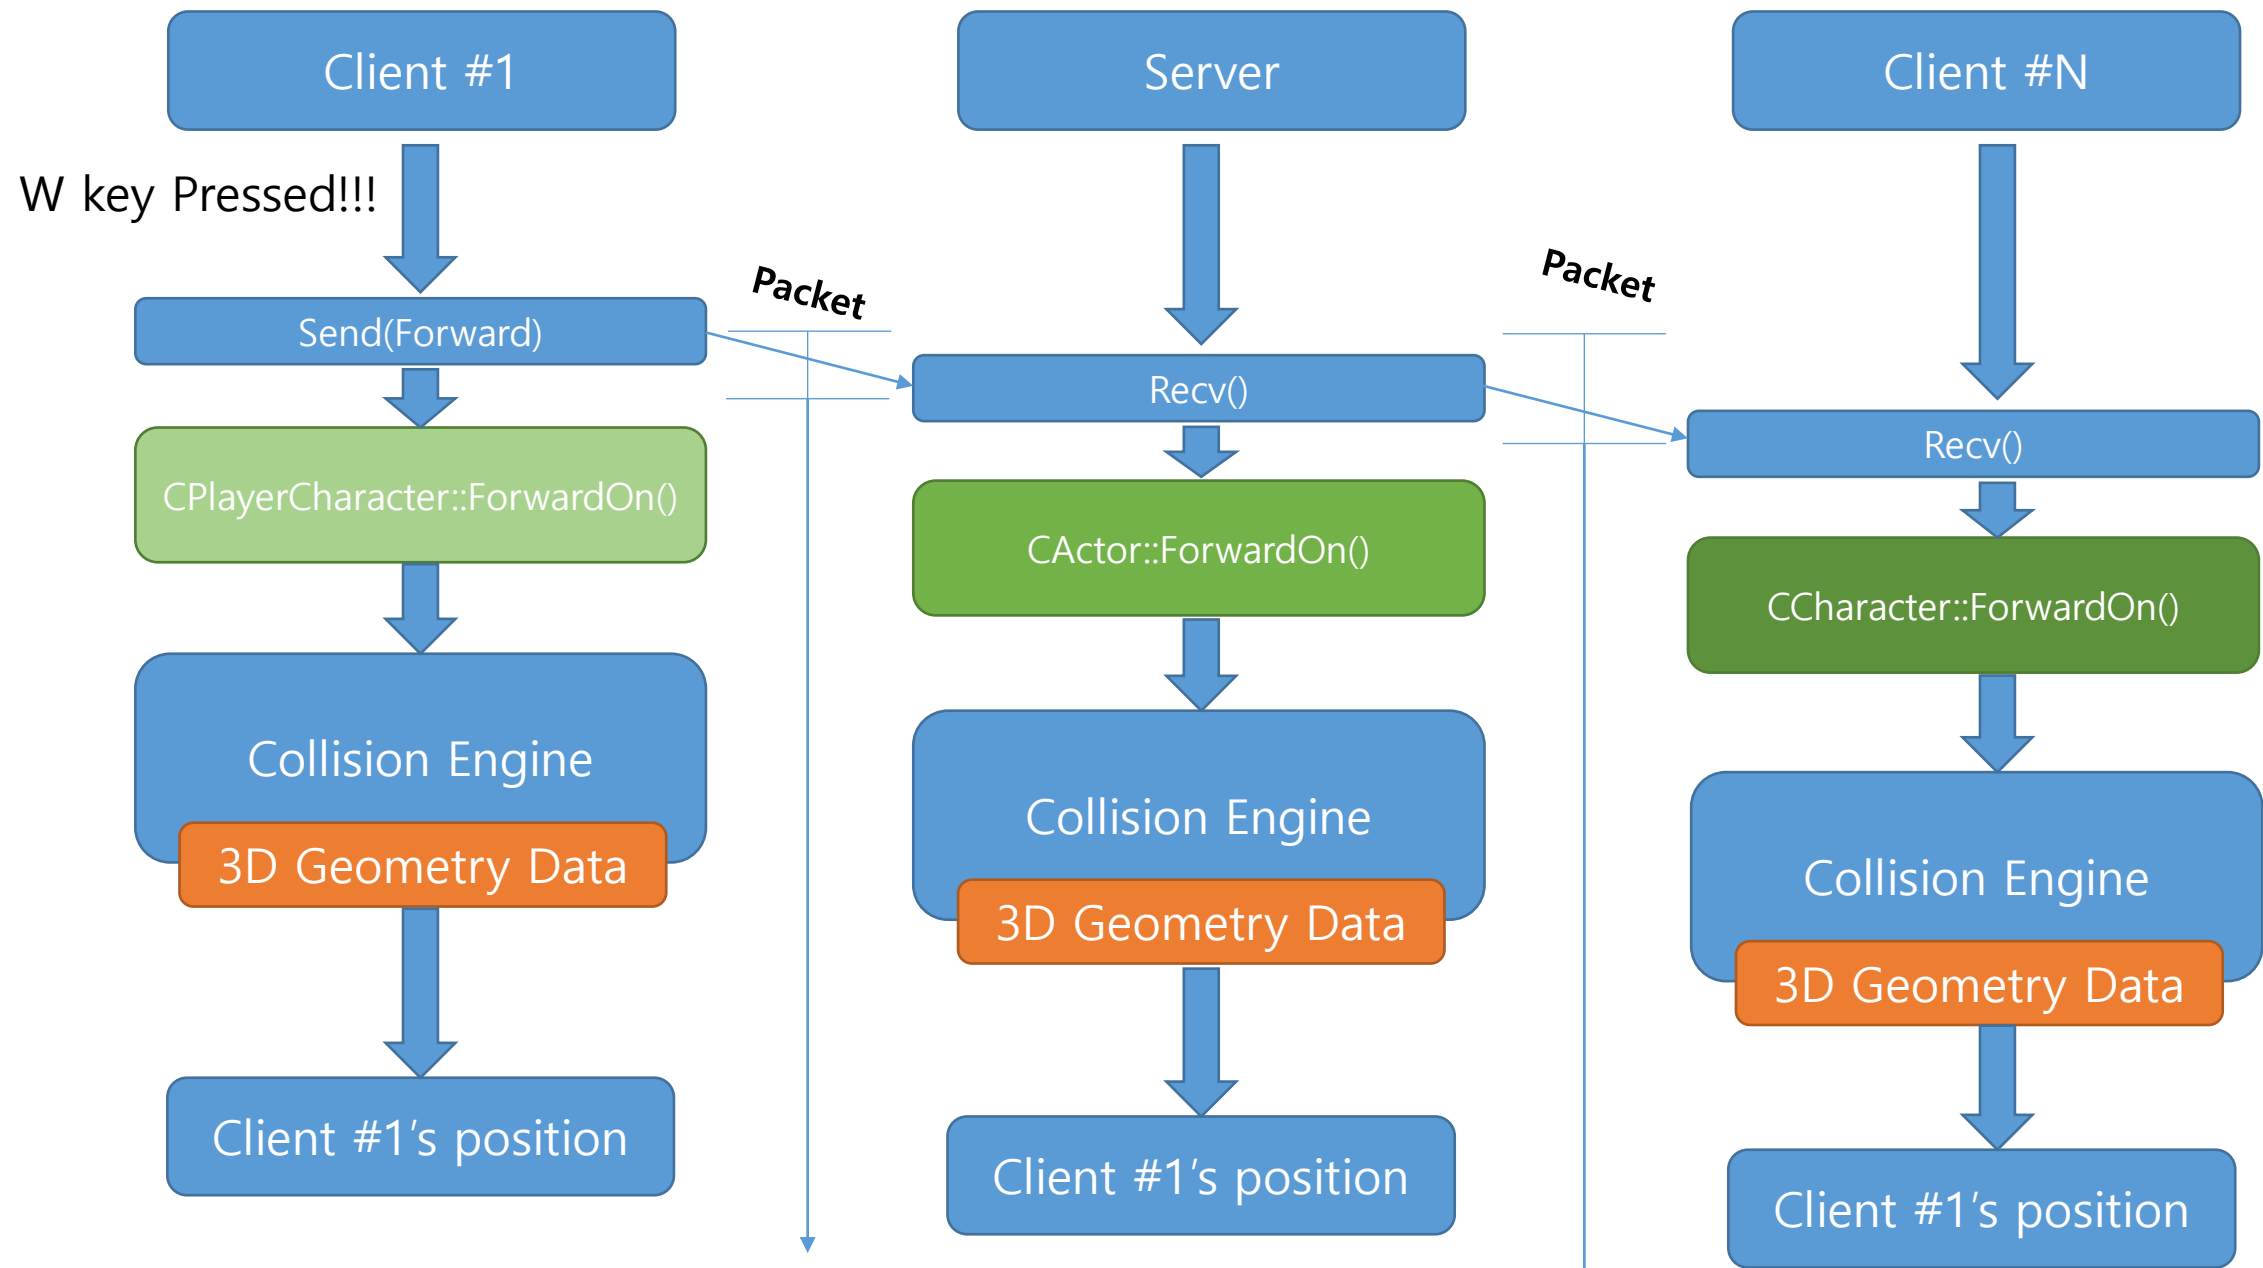 Client #1
Server
Client #N
W key Pressed!!!
Packet
Packet
Send(Forward)
Recv()
Recv()
CPlayerCharacter::ForwardOn()
CActor::ForwardOn()
CCharacter::ForwardOn()
Collision Engine
3D Geometry Data
Collision Engine
3D Geometry Data
Collision Engine
3D Geometry Data
Client #1’s position
Client #1’s position
Client #1’s position